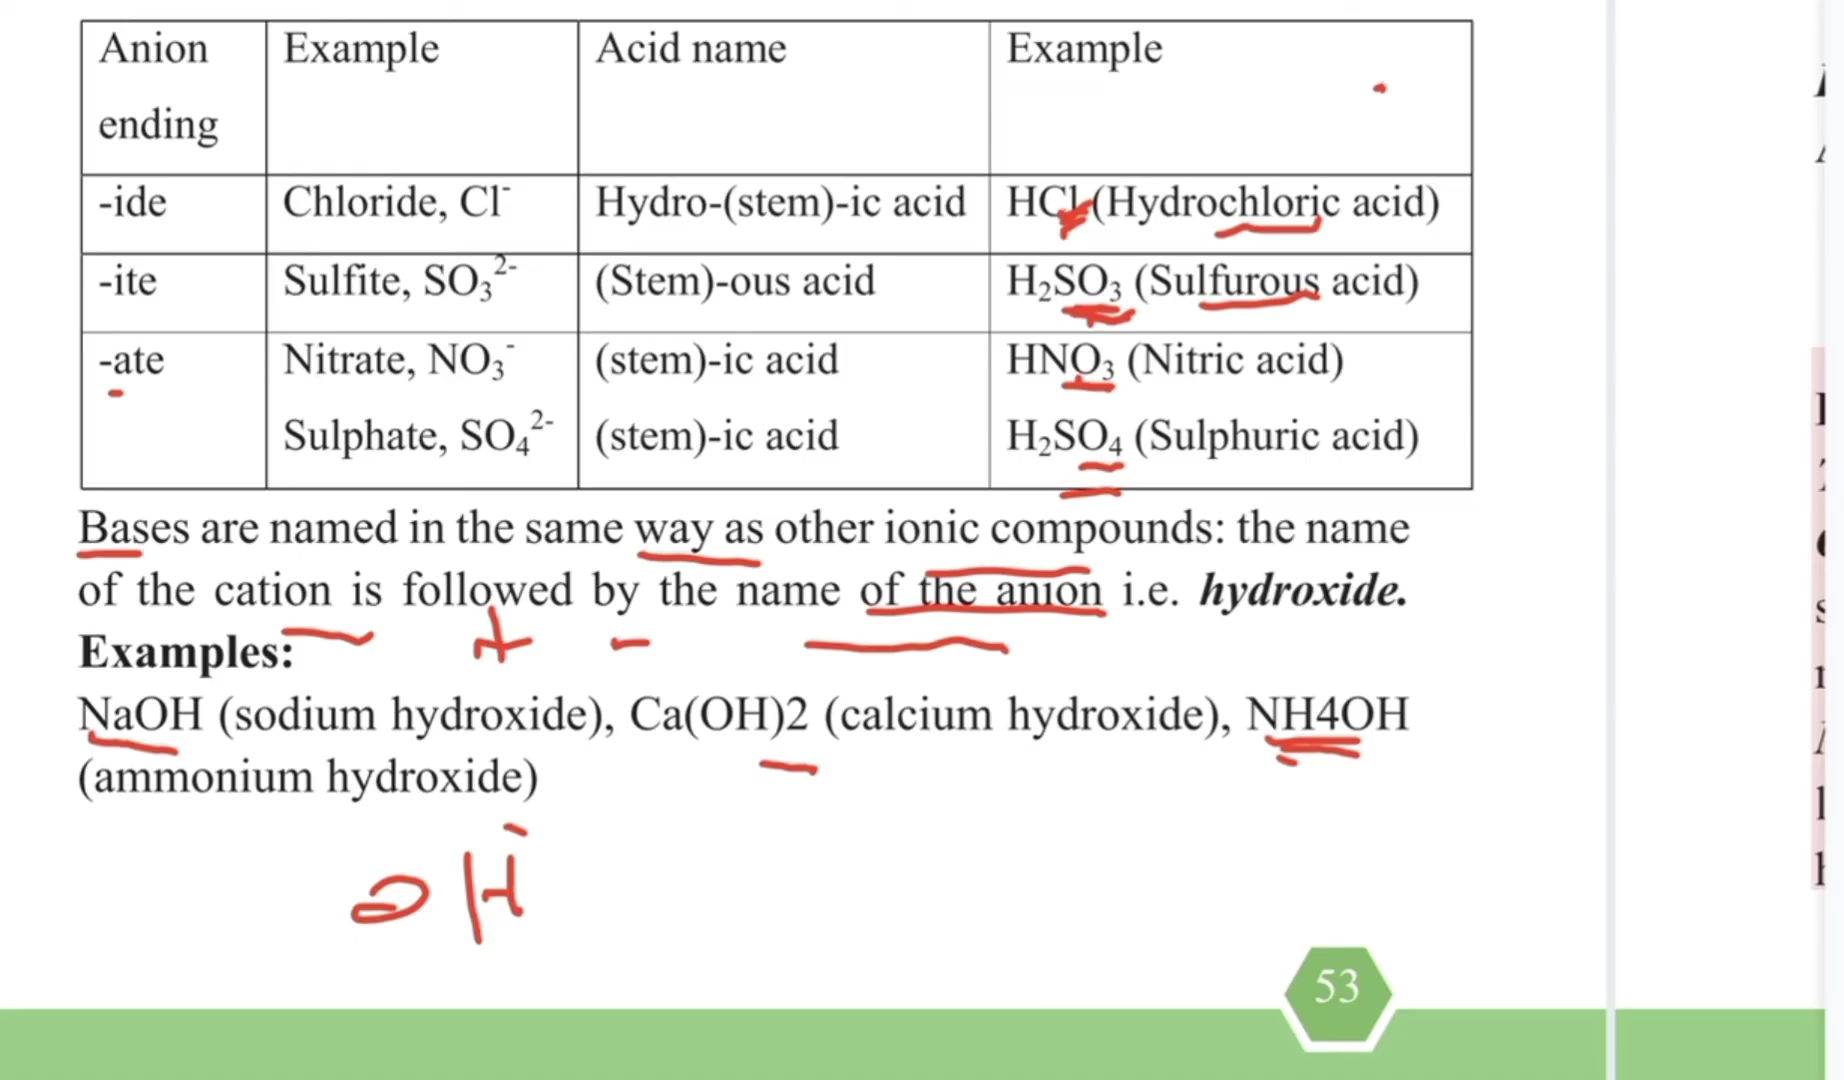 Anion ending | Example | Acid name | Example
-ide | Chloride, Cl⁻ | Hydro-(stem)-ic acid | HCl (Hydrochloric acid)
-ite | Sulfite, SO₃²⁻ | (Stem)-ous acid | H₂SO₃ (Sulfurous acid)
-ate | Nitrate, NO₃⁻ | (stem)-ic acid | HNO₃ (Nitric acid)
Sulphate, SO₄²⁻ | (stem)-ic acid | H₂SO₄ (Sulphuric acid)
Bases are named in the same way as other ionic compounds: the name
of the cation is followed by the name of the anion i.e. hydroxide.
+ -
Examples:
NaOH (sodium hydroxide), Ca(OH)2 (calcium hydroxide), NH4OH
(ammonium hydroxide)
OH⁻
53